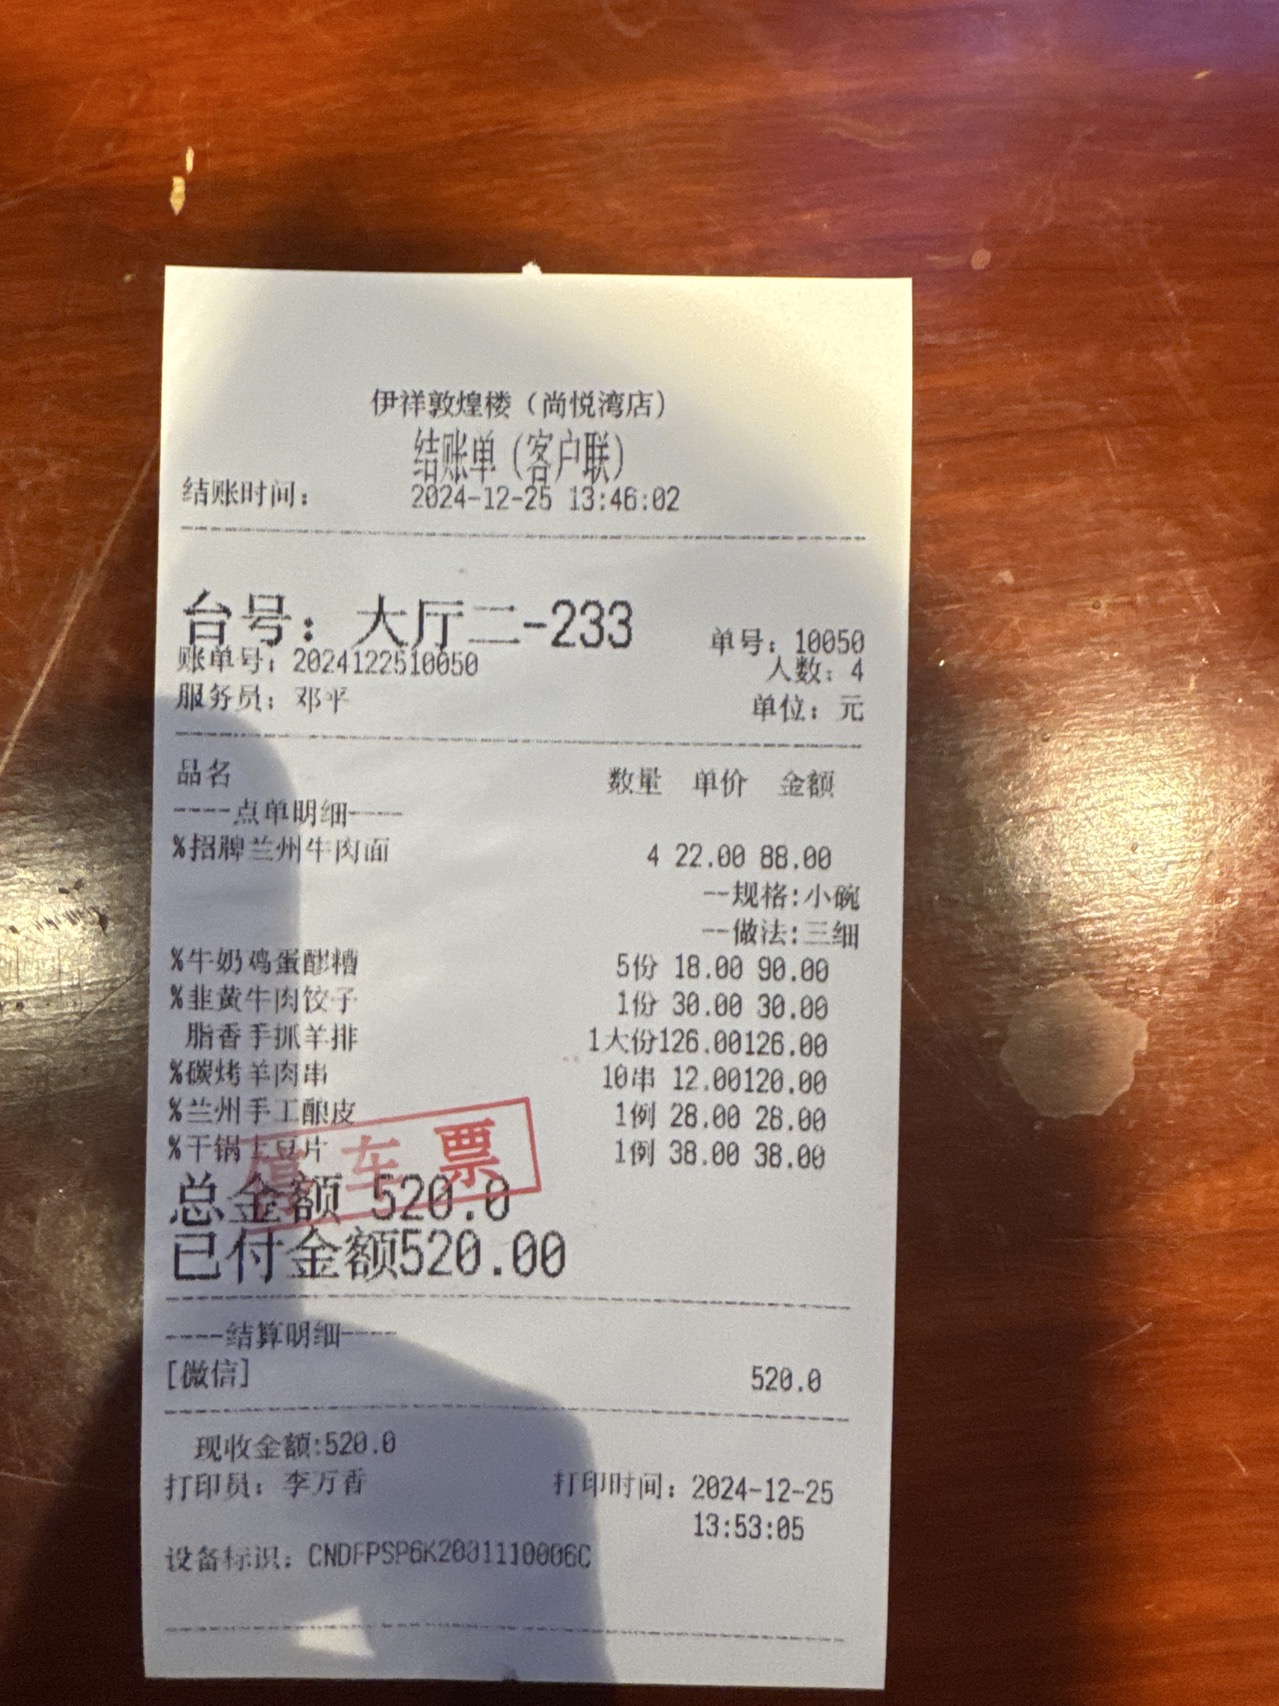 伊祥敦煌楼（尚悦湾店）
结账单（客户联）
结账时间： 2024-12-25 13:46:02
台号：大厅二-233
单号：10050
账单号：2024122510050
人数：4
服务员：邓平
单位：元
品名 数量 单价 金额
----点单明细----
%招牌兰州牛肉面 4 22.00 88.00
--规格:小碗
--做法:三细
%牛奶鸡蛋醪糟 5份 18.00 90.00
%韭黄牛肉饺子 1份 30.00 30.00
脂香手抓羊排 1大份126.00126.00
%碳烤羊肉串 10串 12.00120.00
%兰州手工酿皮 1例 28.00 28.00
%干锅土豆片 1例 38.00 38.00
停车票
总金额 520.0
已付金额520.00
----结算明细----
[微信] 520.0
现收金额:520.0
打印员：李万香 打印时间：2024-12-25
13:53:05
设备标识：CNDFPSP6K2001110006C